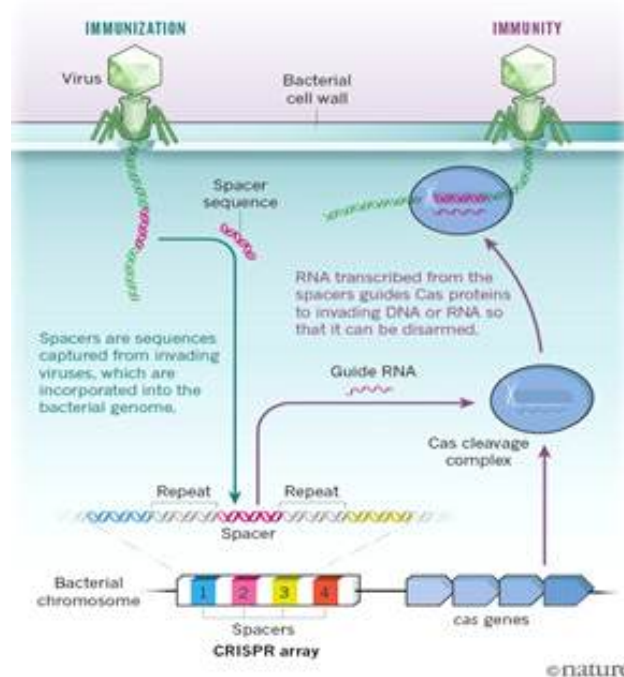 IMMUNIZATION
IMMUNITY
Virus
Bacterial
cell wall
Spacer
sequence
RNA transcribed from the
spacers guides Cas proteins
to invading DNA or RNA so
that it can be disarmed.
Spacers are sequences
captured from invading
viruses, which are
incorporated into the
bacterial genome.
Guide RNA
Cas cleavage
complex
Repeat
Repeat
Spacer
Bacterial
chromosome
1 2 3 4
Spacers
CRISPR array
cas genes
©nature